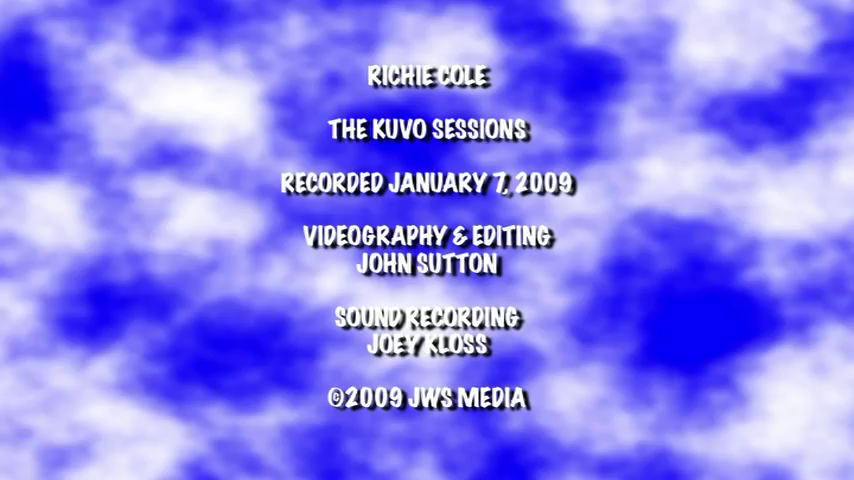 RICHIE COLE
THE KUVO SESSIONS
RECORDED JANUARY 7, 2009
VIDEOGRAPHY & EDITING
JOHN SUTTON
SOUND RECORDING
JOEY KLOSS
©2009 JWS MEDIA